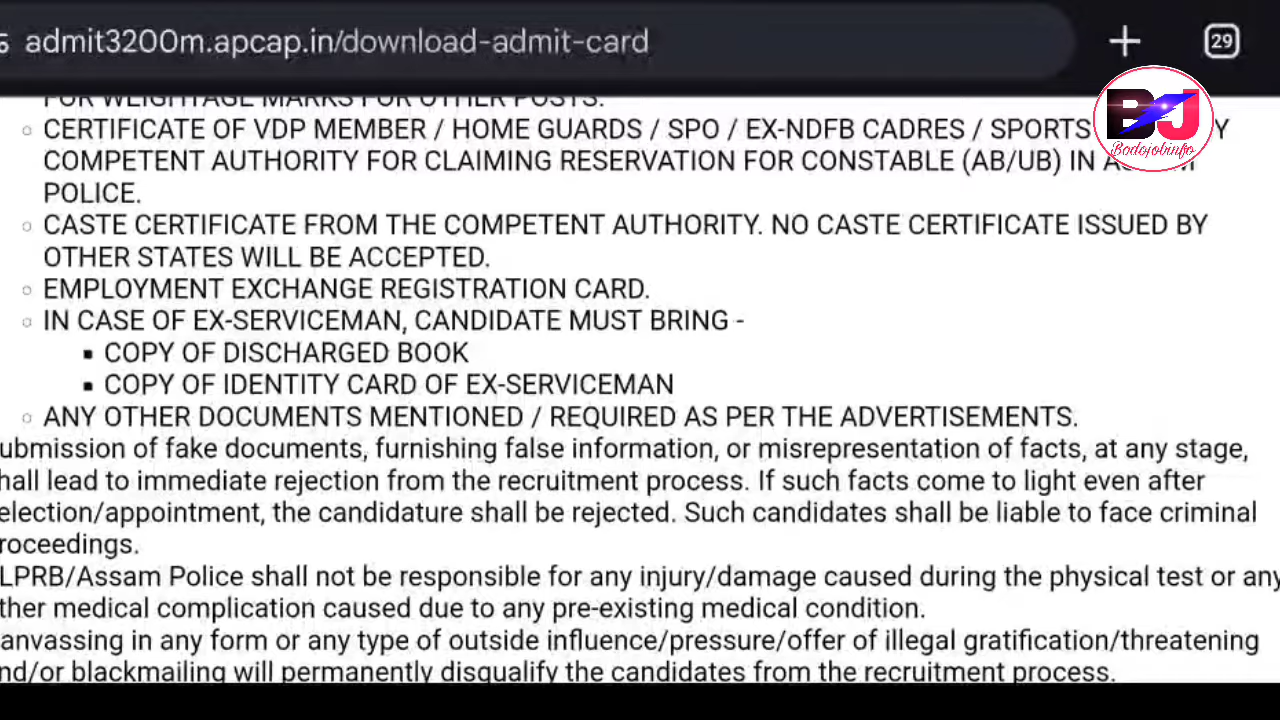 admit3200m.apcap.in/download-admit-card
29
FOR WEIGHTAGE MARKS FOR OTHER POSTS.
CERTIFICATE OF VDP MEMBER / HOME GUARDS / SPO / EX-NDFB CADRES / SPORTS
COMPETENT AUTHORITY FOR CLAIMING RESERVATION FOR CONSTABLE (AB/UB) IN
POLICE.
CASTE CERTIFICATE FROM THE COMPETENT AUTHORITY. NO CASTE CERTIFICATE ISSUED BY
OTHER STATES WILL BE ACCEPTED.
EMPLOYMENT EXCHANGE REGISTRATION CARD.
IN CASE OF EX-SERVICEMAN, CANDIDATE MUST BRING -
COPY OF DISCHARGED BOOK
COPY OF IDENTITY CARD OF EX-SERVICEMAN
ANY OTHER DOCUMENTS MENTIONED / REQUIRED AS PER THE ADVERTISEMENTS.
ubmission of fake documents, furnishing false information, or misrepresentation of facts, at any stage,
hall lead to immediate rejection from the recruitment process. If such facts come to light even after
election/appointment, the candidature shall be rejected. Such candidates shall be liable to face criminal
roceedings.
LPRB/Assam Police shall not be responsible for any injury/damage caused during the physical test or any
ther medical complication caused due to any pre-existing medical condition.
anvassing in any form or any type of outside influence/pressure/offer of illegal gratification/threatening
nd/or blackmailing will permanently disqualify the candidates from the recruitment process.
BJ
Bodojobinfo